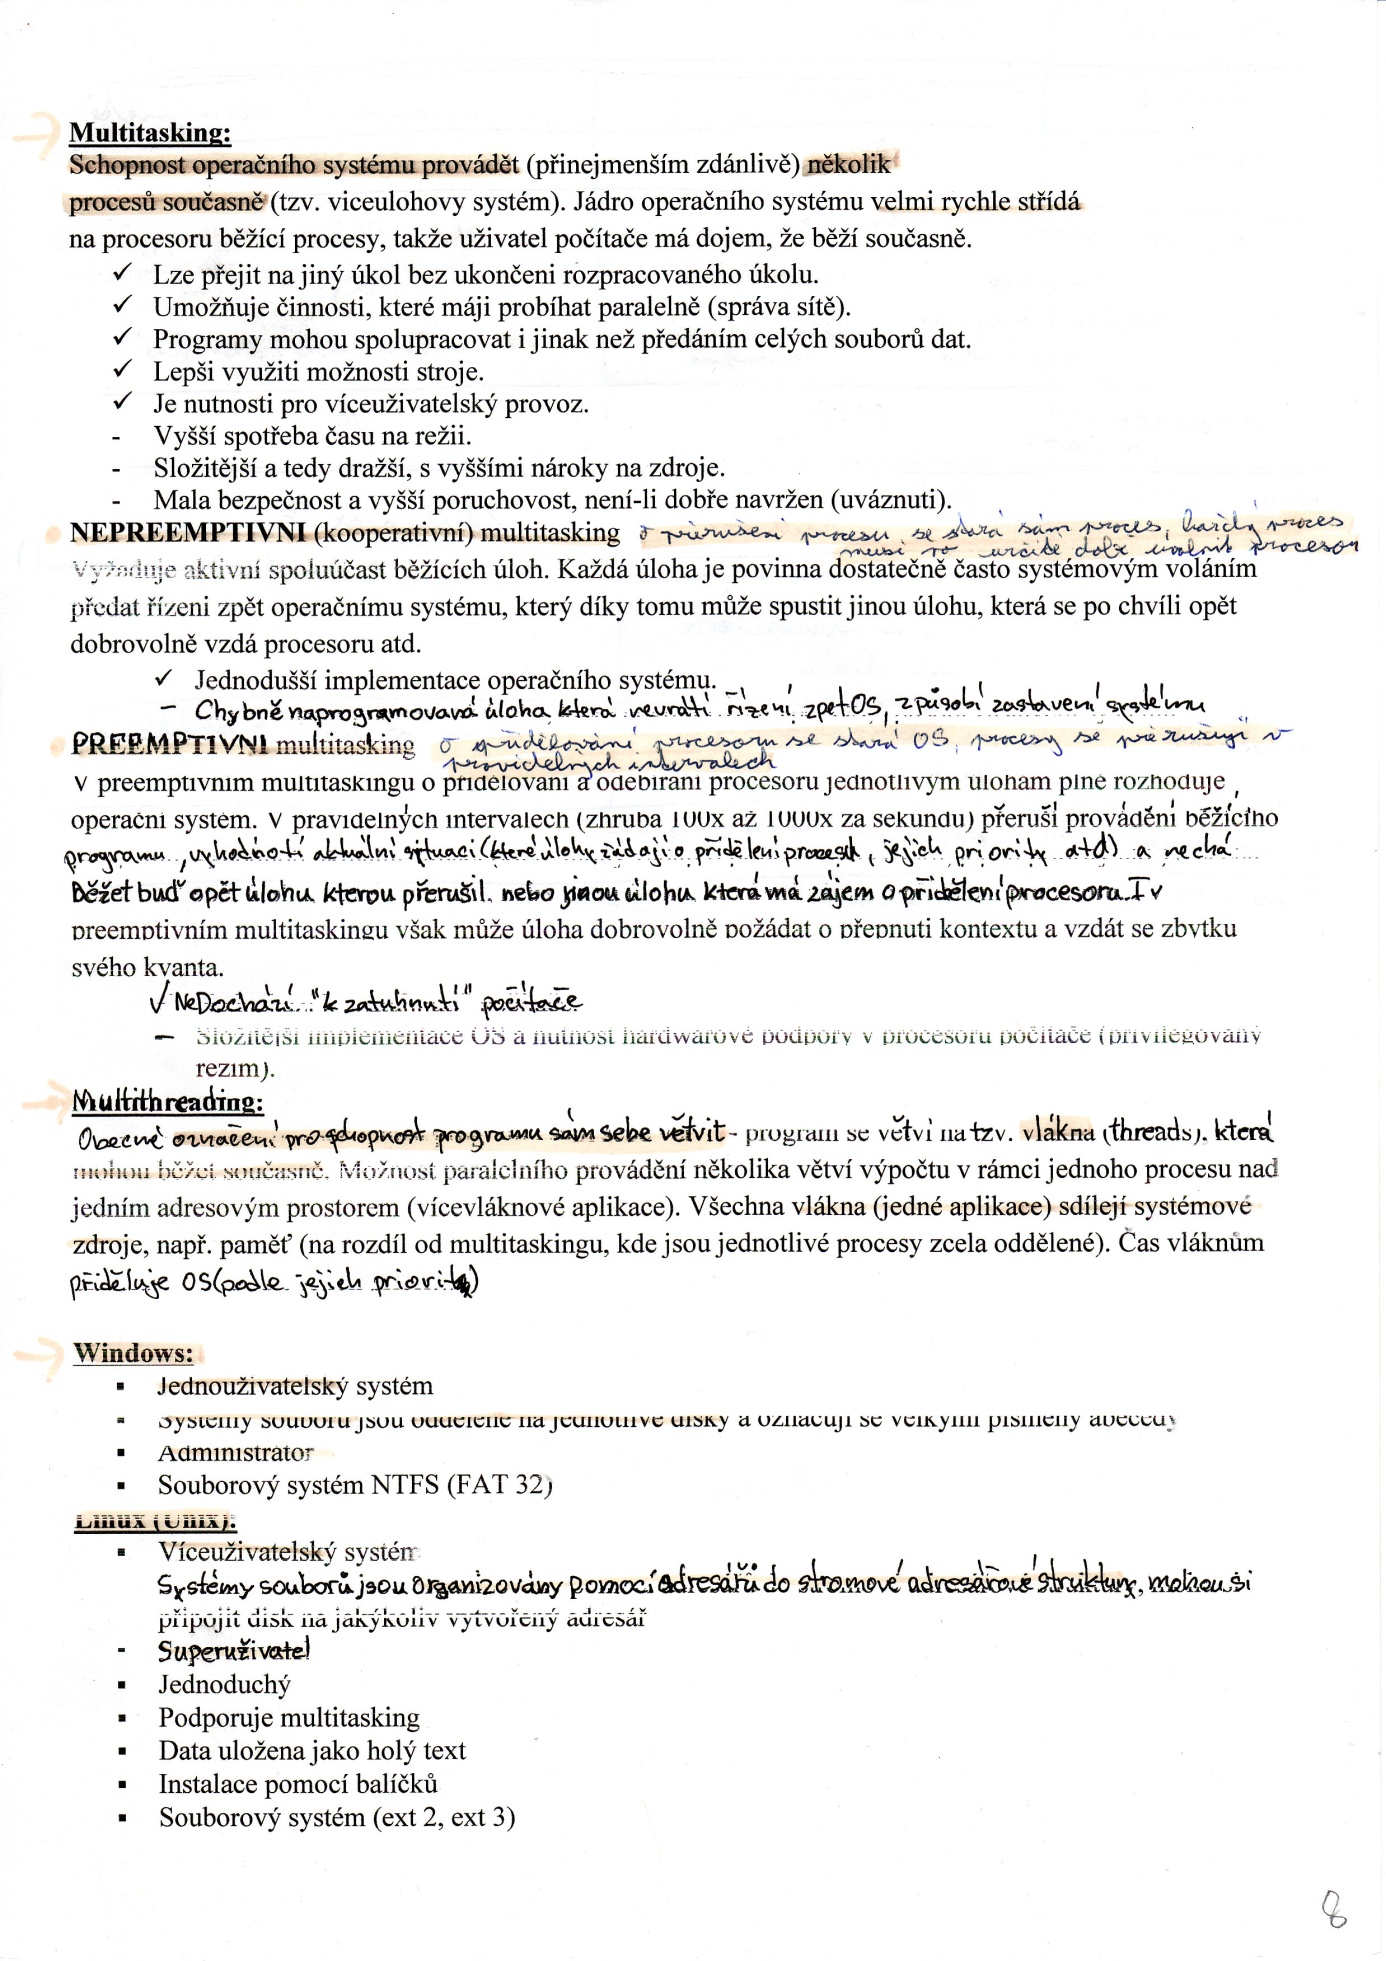 Multitasking:
Schopnost operačního systému provádět (přinejmenším zdánlivě) několik
procesů současně (tzv. viceulohovy systém). Jádro operačního systému velmi rychle střídá
na procesoru běžící procesy, takže uživatel počítače má dojem, že běží současně.
✓ Lze přejit na jiný úkol bez ukončeni rozpracovaného úkolu.
✓ Umožňuje činnosti, které máji probíhat paralelně (správa sítě).
✓ Programy mohou spolupracovat i jinak než předáním celých souborů dat.
✓ Lepši využiti možnosti stroje.
✓ Je nutnosti pro víceuživatelský provoz.
- Vyšší spotřeba času na režii.
- Složitější a tedy dražší, s vyššími nároky na zdroje.
- Mala bezpečnost a vyšší poruchovost, není-li dobře navržen (uváznuti).
NEPREEMPTIVNI (kooperativní) multitasking o přerušení procesu se stará sám proces, každý proces
musí po určité době uvolnit procesor
Vyžaduje aktivní spoluúčast běžících úloh. Každá úloha je povinna dostatečně často systémovým voláním
předat řízeni zpět operačnímu systému, který díky tomu může spustit jinou úlohu, která se po chvíli opět
dobrovolně vzdá procesoru atd.
✓ Jednodušší implementace operačního systému.
- Chybně naprogramovaná úloha, která nevrátí řízení zpet OS, způsobí zastavení systému
PREEMPTIVNI multitasking o přidělování procesoru se stará OS, procesy se přerušují v
pravidelných intervalech
V preemptivním multitaskingu o přidělování a odebírání procesoru jednotlivým úlohám plně rozhoduje
operační systém. V pravidelných intervalech (zhruba 100x až 1000x za sekundu) přeruší provádění běžícího
programu, vyhodnotí aktuální situaci (které úlohy žádají o přidělení procesoru, jejich priority atd) a nechá
běžet buď opět úlohu kterou přerušil, nebo jinou úlohu která má zájem o přidělení procesoru. I v
preemptivním multitaskingu však může úloha dobrovolně požádat o přepnuti kontextu a vzdát se zbytku
svého kvanta.
✓ NeDochází "k zatuhnutí" počítače
- Složitější implementace OS a nutnost hardwarové podpory v procesoru počítače (privilegovaný
režim).
Multithreading:
Obecné označení pro schopnost programu sám sebe větvit - program se větví na tzv. vlákna (threads), která
mohou běžet současně. Možnost paralelního provádění několika větví výpočtu v rámci jednoho procesu nad
jedním adresovým prostorem (vícevláknové aplikace). Všechna vlákna (jedné aplikace) sdílejí systémové
zdroje, např. paměť (na rozdíl od multitaskingu, kde jsou jednotlivé procesy zcela oddělené). Čas vláknům
přiděluje OS (podle jejich priorit)
Windows:
▪ Jednouživatelský systém
▪ Systémy souborů jsou odděleně na jednotlivé disky a označují se velkými písmeny abecedy
▪ Administrátor
▪ Souborový systém NTFS (FAT 32)
Linux (Unix):
▪ Víceuživatelský systém
Systémy souborů jsou organizovány pomocí adresářů do stromové adresářové struktury, mohou si
připojit disk na jakýkoliv vytvořený adresář
- Superuživatel
▪ Jednoduchý
▪ Podporuje multitasking
▪ Data uložena jako holý text
▪ Instalace pomocí balíčků
▪ Souborový systém (ext 2, ext 3)
8